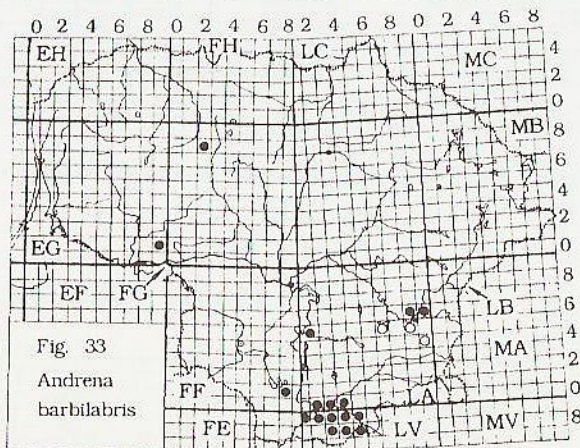 0 2 4 6 8 0 2 4 6 8 2 4 6 8 0 2 4 6 8
EH FH LC MC
4
2
0
MB
8
6
4
2
EG
0
EF FG LB
8
6
Fig. 33
MA
4
Andrena
2
FF
barbilabris
A
0
FE LV MV
8